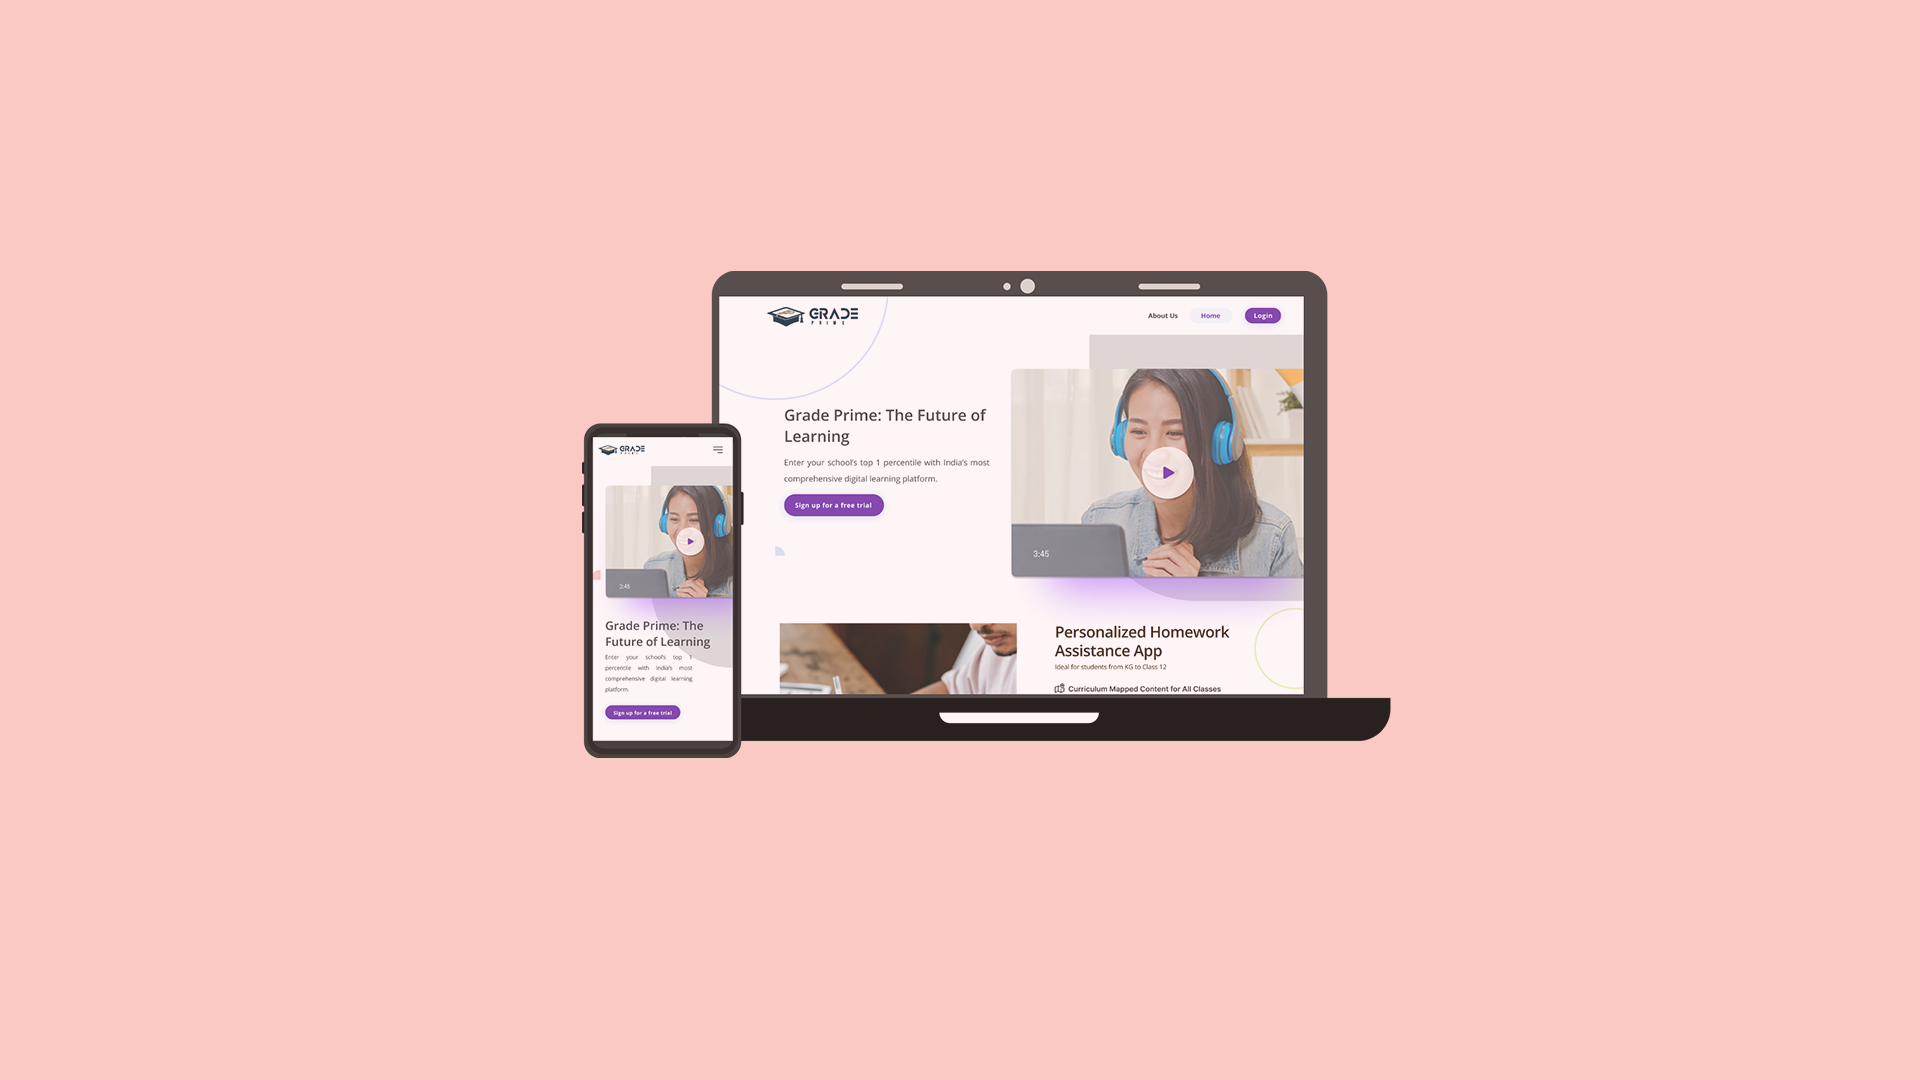 GRADE
PRIME
About Us
Home
Login
Grade Prime: The Future of
Learning
Enter your school's top 1 percentile with India's most
comprehensive digital learning platform.
Sign up for a free trial
3:45
Personalized Homework
Assistance App
Ideal for students from KG to Class 12
Curriculum Mapped Content for All Classes
GRADE
PRIME
3:45
Grade Prime: The
Future of Learning
Enter your school's top 1
percentile with India's most
comprehensive digital learning
platform.
Sign up for a free trial